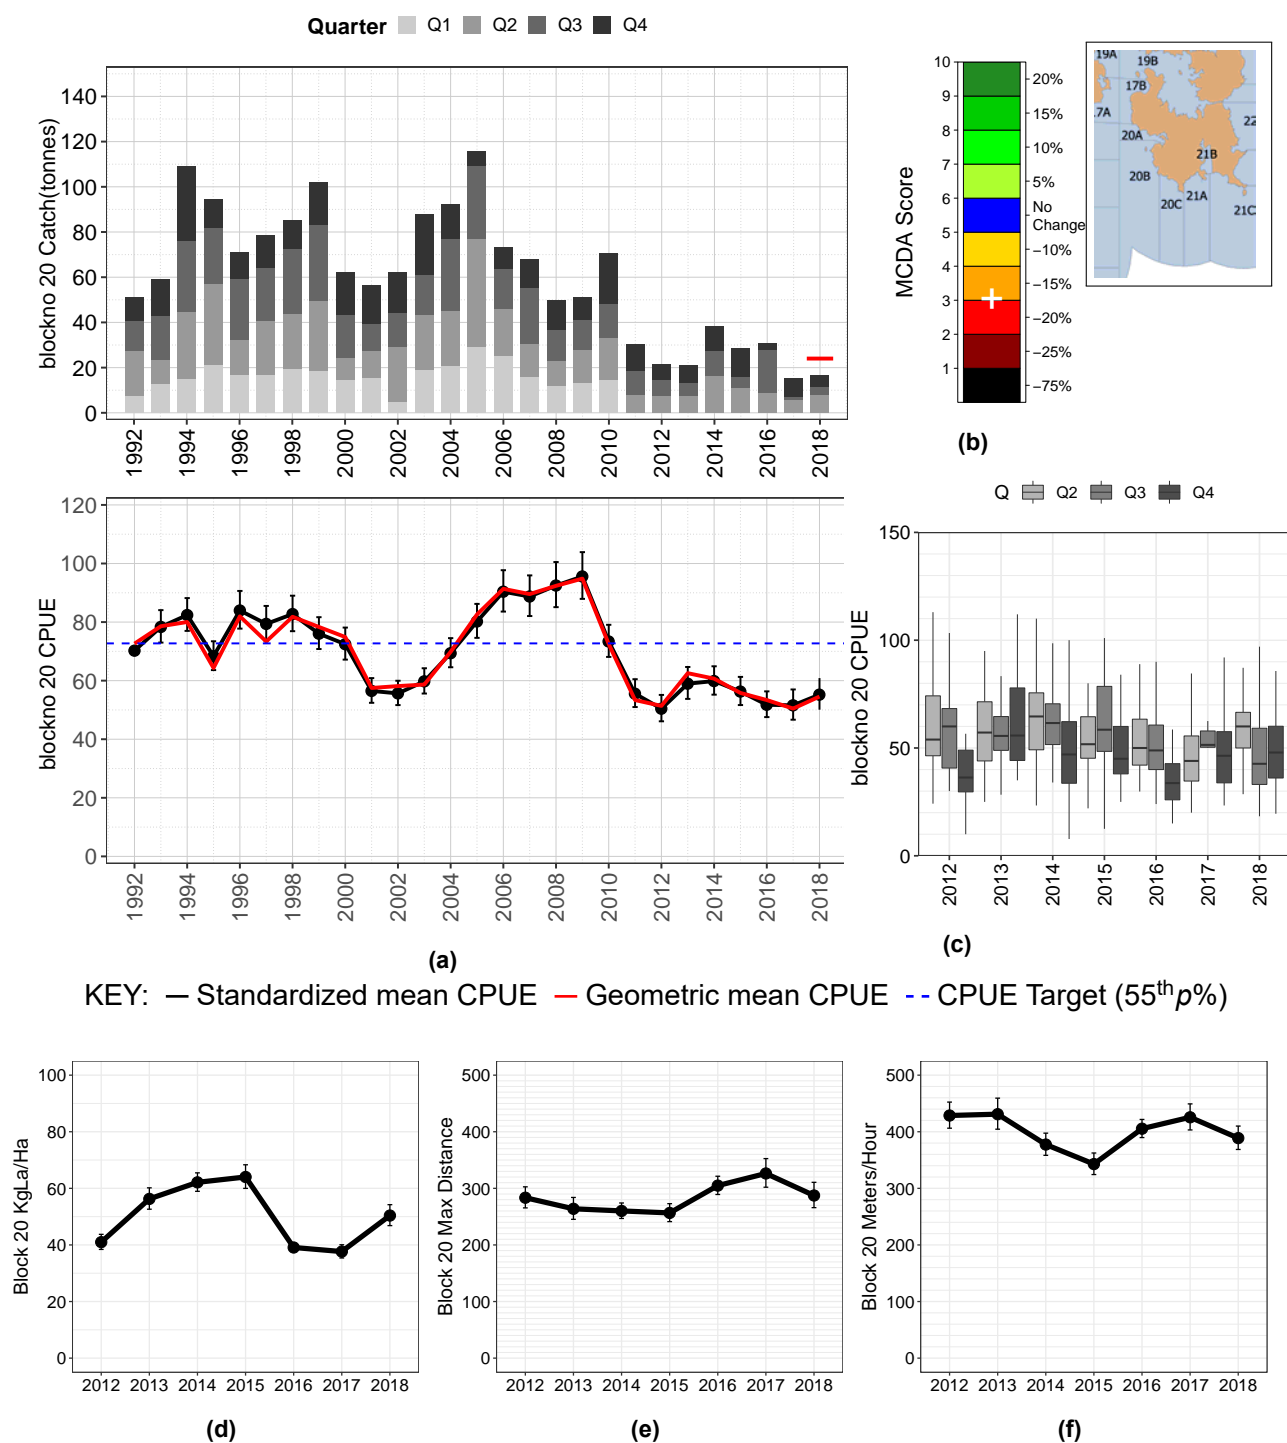 Quarter Q1 Q2 Q3 Q4
blockno 20 Catch(tonnes)
140
120
100
80
60
40
20
0
1992 1994 1996 1998 2000 2002 2004 2006 2008 2010 2012 2014 2016 2018
blockno 20 CPUE
120
100
80
60
40
20
0
1992 1994 1996 1998 2000 2002 2004 2006 2008 2010 2012 2014 2016 2018
(a)
MCDA Score
10
9
8
7
6
5
4
3
2
1
20%
15%
10%
5%
No
Change
−10%
−15%
−20%
−25%
−75%
(b)
19A 19B
17B
17A
22
20A
21B
20B
20C 21A 21C
Q Q2 Q3 Q4
blockno 20 CPUE
150
100
50
0
2012 2013 2014 2015 2016 2017 2018
(c)
KEY: Standardized mean CPUE Geometric mean CPUE CPUE Target (55th p%)
Block 20 KgLa/Ha
100
80
60
40
20
0
2012 2013 2014 2015 2016 2017 2018
(d)
Block 20 Max Distance
500
400
300
200
100
0
2012 2013 2014 2015 2016 2017 2018
(e)
Block 20 Meters/Hour
500
400
300
200
100
0
2012 2013 2014 2015 2016 2017 2018
(f)